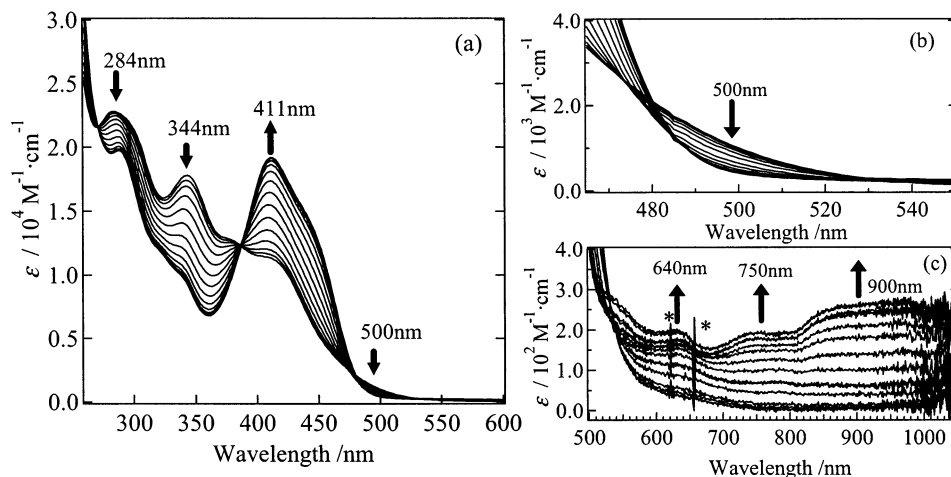 (a)
284nm
344nm
411nm
500nm
3.0
2.5
2.0
1.5
1.0
0.5
0.0
ε / 10⁴ M⁻¹·cm⁻¹
300 350 400 450 500 550 600
Wavelength /nm
(b)
500nm
4.0
2.0
0.0
ε / 10³ M⁻¹·cm⁻¹
480 500 520 540
Wavelength /nm
(c)
640nm
750nm
900nm
* *
4.0
3.0
2.0
1.0
0.0
ε / 10² M⁻¹·cm⁻¹
500 600 700 800 900 1000
Wavelength /nm